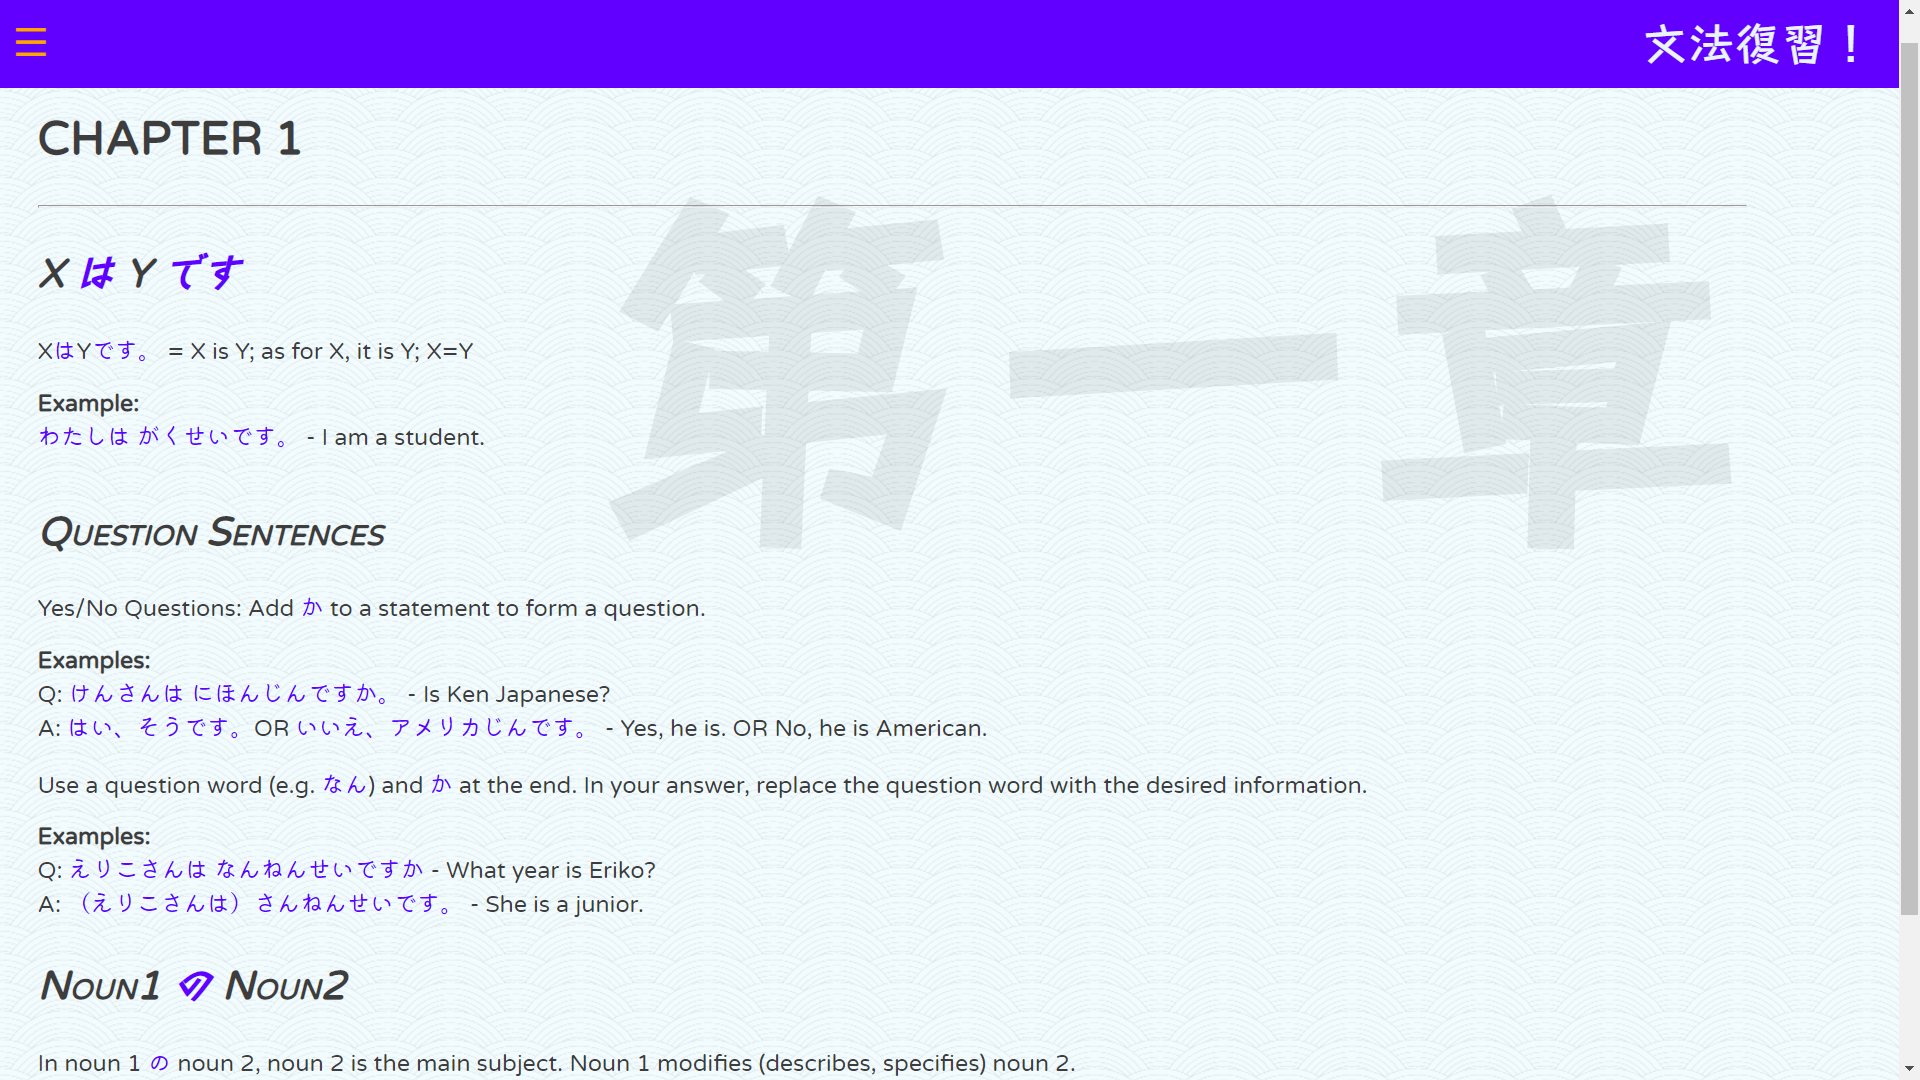 ☰ 文法復習！
CHAPTER 1
第一章
X は Y です
XはYです。 = X is Y; as for X, it is Y; X=Y
Example:
わたしは がくせいです。 - I am a student.
Question Sentences
Yes/No Questions: Add か to a statement to form a question.
Examples:
Q: けんさんは にほんじんですか。 - Is Ken Japanese?
A: はい、そうです。OR いいえ、アメリカじんです。 - Yes, he is. OR No, he is American.
Use a question word (e.g. なん) and か at the end. In your answer, replace the question word with the desired information.
Examples:
Q: えりこさんは なんねんせいですか - What year is Eriko?
A: （えりこさんは）さんねんせいです。 - She is a junior.
Noun1 の Noun2
In noun 1 の noun 2, noun 2 is the main subject. Noun 1 modifies (describes, specifies) noun 2.